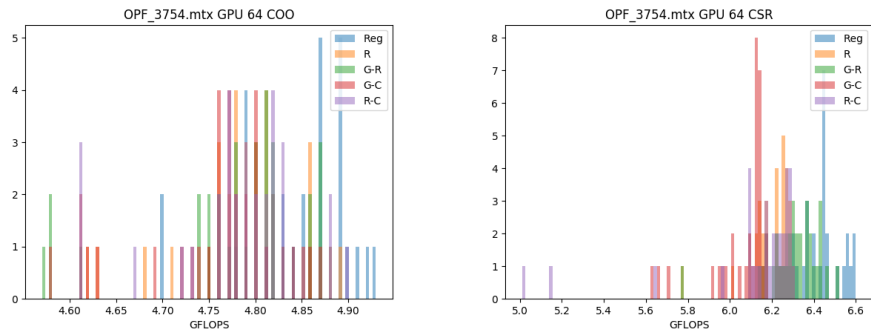 OPF_3754.mtx GPU 64 COO
5
4
3
2
1
0
Reg
R
G-R
G-C
R-C
4.60
4.65
4.70
4.75
4.80
4.85
4.90
GFLOPS
OPF_3754.mtx GPU 64 CSR
8
7
6
5
4
3
2
1
0
Reg
R
G-R
G-C
R-C
5.0
5.2
5.4
5.6
5.8
6.0
6.2
6.4
6.6
GFLOPS